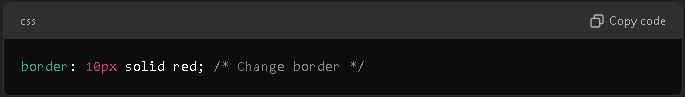 css
Copy code
border: 10px solid red; /* Change border */